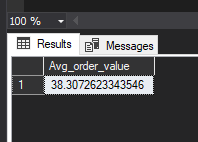 100 %
Results Messages
Avg_order_value
1 38.3072623343546